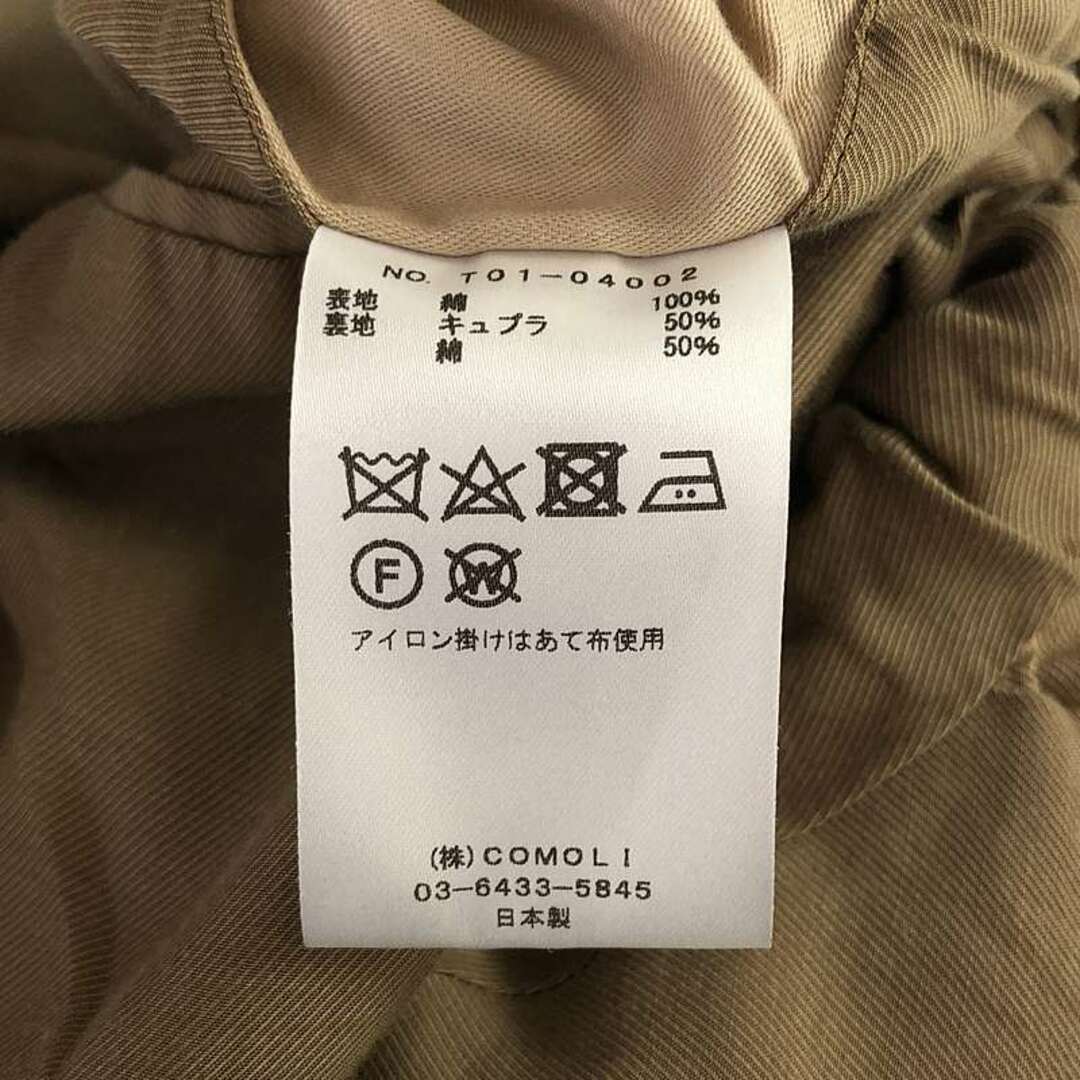 NO. T01-04002
表地 綿 100%
裏地 キュプラ 50%
綿 50%
F W
アイロン掛けはあて布使用
(株)COMOLI
03-6433-5845
日本製